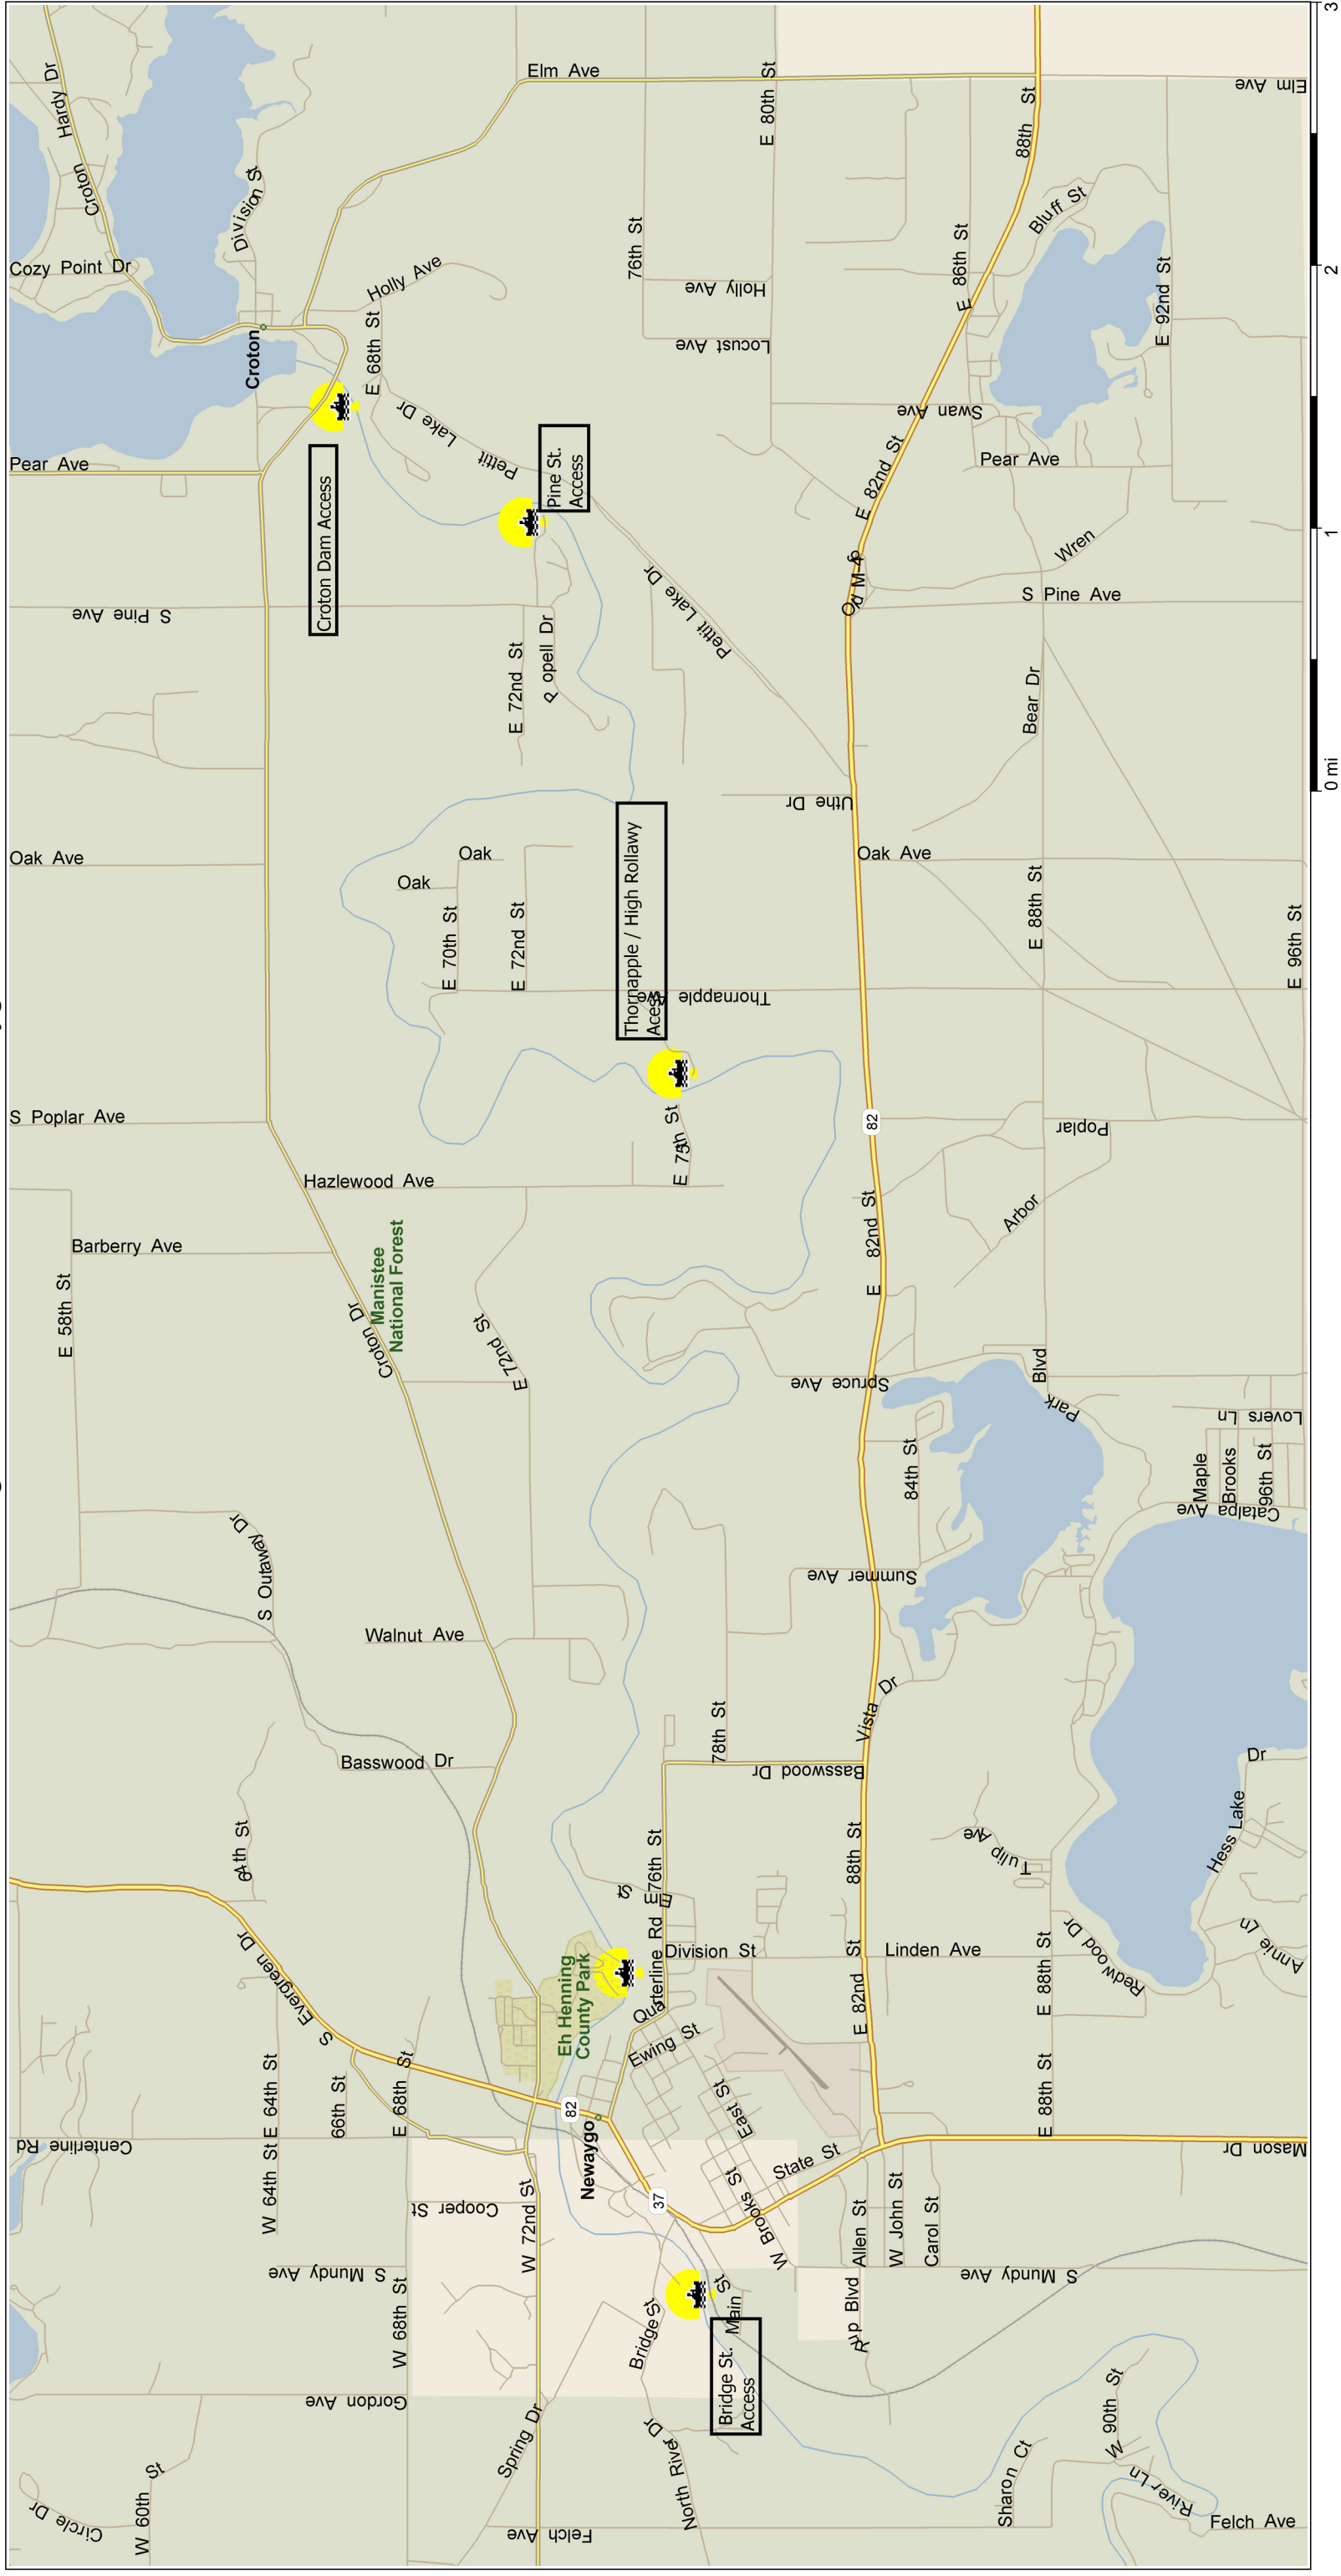 Croton Hardy Dr
Cozy Point Dr
Division St
Croton
Holly Ave
E 68th St
Pear Ave
Croton Dam Access
Pettit Lake Dr
Pine St.
Access
Elm Ave
E 80th St
76th St
Holly Ave
Locust Ave
Elm Ave
88th St
Bluff St
E 86th St
E 92nd St
Swan Ave
Pear Ave
E 82nd St
Old M-46
Wren
S Pine Ave
S Pine Ave
E 72nd St
Popell Dr
Pettit Lake Dr
Bear Dr
Uthe Dr
Oak Ave
Oak Ave
Oak
Oak
E 70th St
E 72nd St
Thornapple / High Rollawy
Acess
Thornapple Ave
E 88th St
E 96th St
S Poplar Ave
Hazlewood Ave
E 75th St
82
Poplar
Arbor
E 82nd St
Barberry Ave
E 58th St
Croton Dr
Manistee
National Forest
E 72nd St
Spruce Ave
Park Blvd
Lovers Ln
84th St
Maple
Brooks
96th St
Catalpa Ave
S Outaway Dr
Summer Ave
Walnut Ave
78th St
Vista Dr
Basswood Dr
Basswood Dr
Hess Lake Dr
64th St
E 76th St
Elm St
88th St
Tulip Ave
S Evergreen Dr
Eh Henning
County Park
Quarterline Rd
Division St
Linden Ave
E 82nd St
E 88th St
Redwood Dr
Annie Ln
Ewing St
E 64th St
66th St
E 68th St
82
East St
E 88th St
Centerline Rd
Newaygo
State St
Mason Dr
W 64th St
Cooper St
W 72nd St
37
W Brooks St
Allen St
W John St
Carol St
S Mundy Ave
S Mundy Ave
W 68th St
Bridge St
Main St
Bridge St.
Access
Gordon Ave
Spring Dr
North River Dr
W 90th St
Sharon Ct
River Ln
Circle Dr
W 60th St
Felch Ave
Felch Ave
0 mi 1 2 3